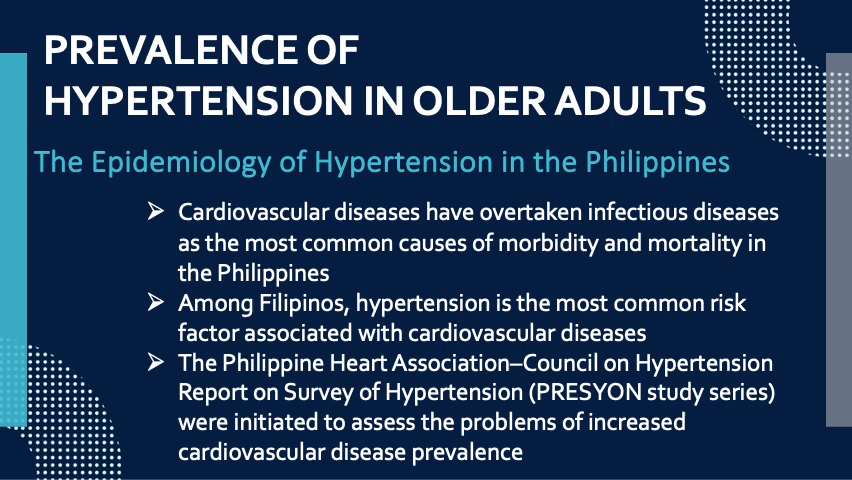 PREVALENCE OF
HYPERTENSION IN OLDER ADULTS
The Epidemiology of Hypertension in the Philippines
➢ Cardiovascular diseases have overtaken infectious diseases
as the most common causes of morbidity and mortality in
the Philippines
➢ Among Filipinos, hypertension is the most common risk
factor associated with cardiovascular diseases
➢ The Philippine Heart Association–Council on Hypertension
Report on Survey of Hypertension (PRESYON study series)
were initiated to assess the problems of increased
cardiovascular disease prevalence